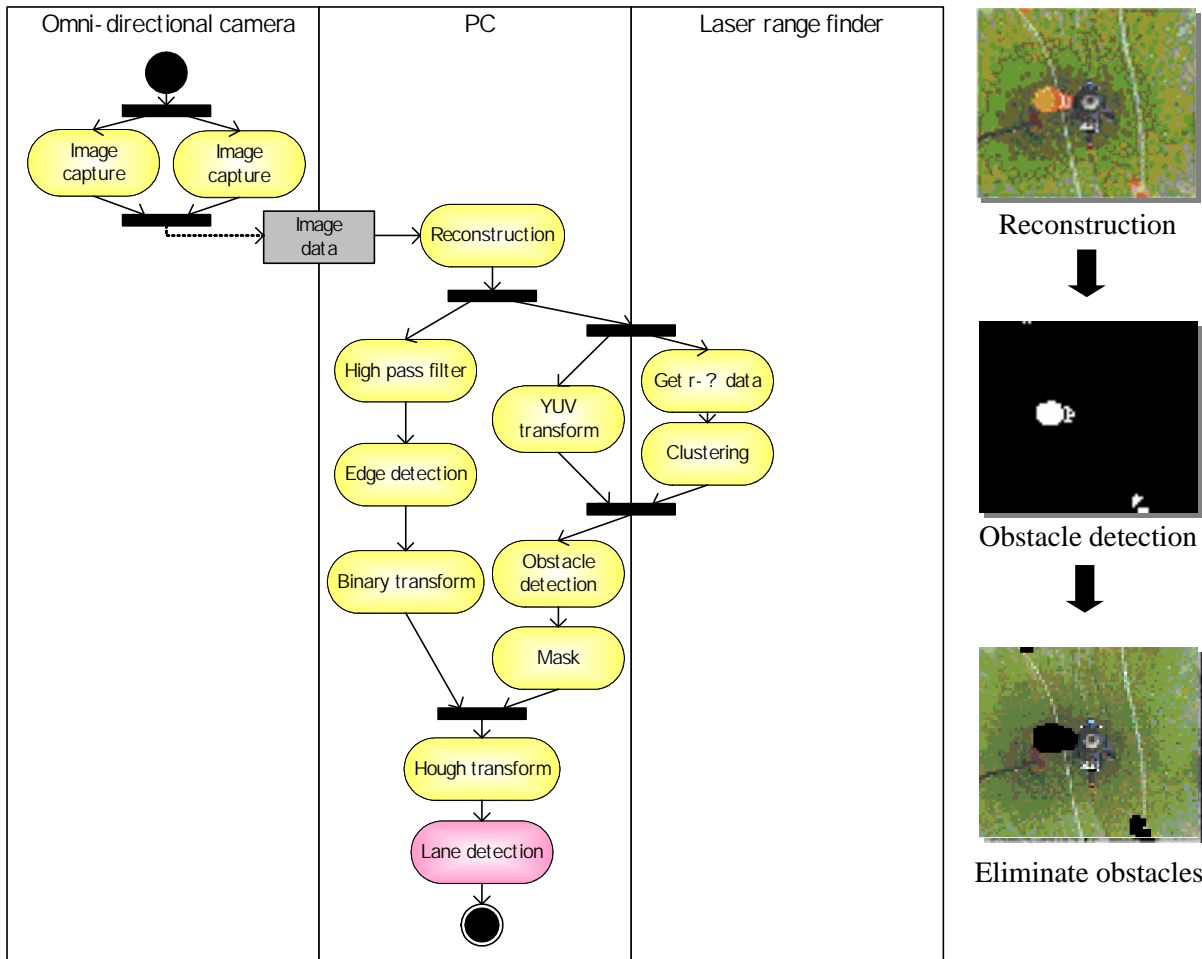 Omni-directional camera
PC
Laser range finder
Image
capture
Image
capture
Image
data
Reconstruction
High pass filter
Edge detection
Binary transform
YUV
transform
Get r-? data
Clustering
Obstacle
detection
Mask
Hough transform
Lane detection
Reconstruction
Obstacle detection
Eliminate obstacles